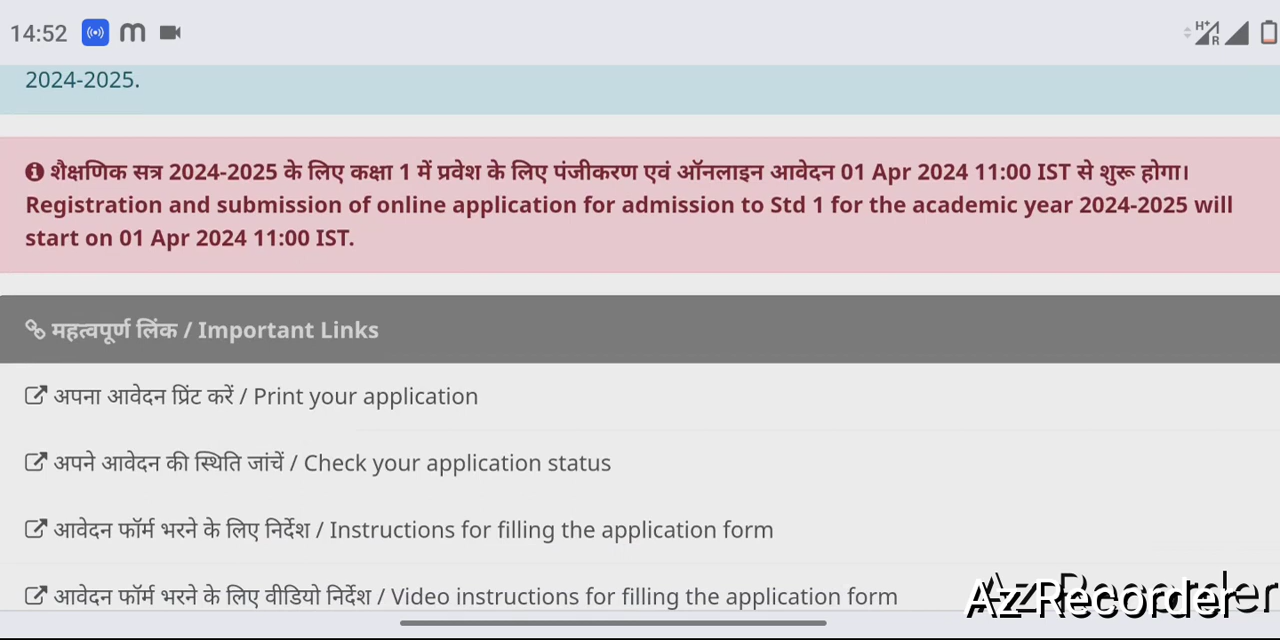 14:52
H+
R
2024-2025.
शैक्षणिक सत्र 2024-2025 के लिए कक्षा 1 में प्रवेश के लिए पंजीकरण एवं ऑनलाइन आवेदन 01 Apr 2024 11:00 IST से शुरू होगा।
Registration and submission of online application for admission to Std 1 for the academic year 2024-2025 will
start on 01 Apr 2024 11:00 IST.
महत्वपूर्ण लिंक / Important Links
अपना आवेदन प्रिंट करें / Print your application
अपने आवेदन की स्थिति जांचें / Check your application status
आवेदन फॉर्म भरने के लिए निर्देश / Instructions for filling the application form
आवेदन फॉर्म भरने के लिए वीडियो निर्देश / Video instructions for filling the application form
Az Recorder